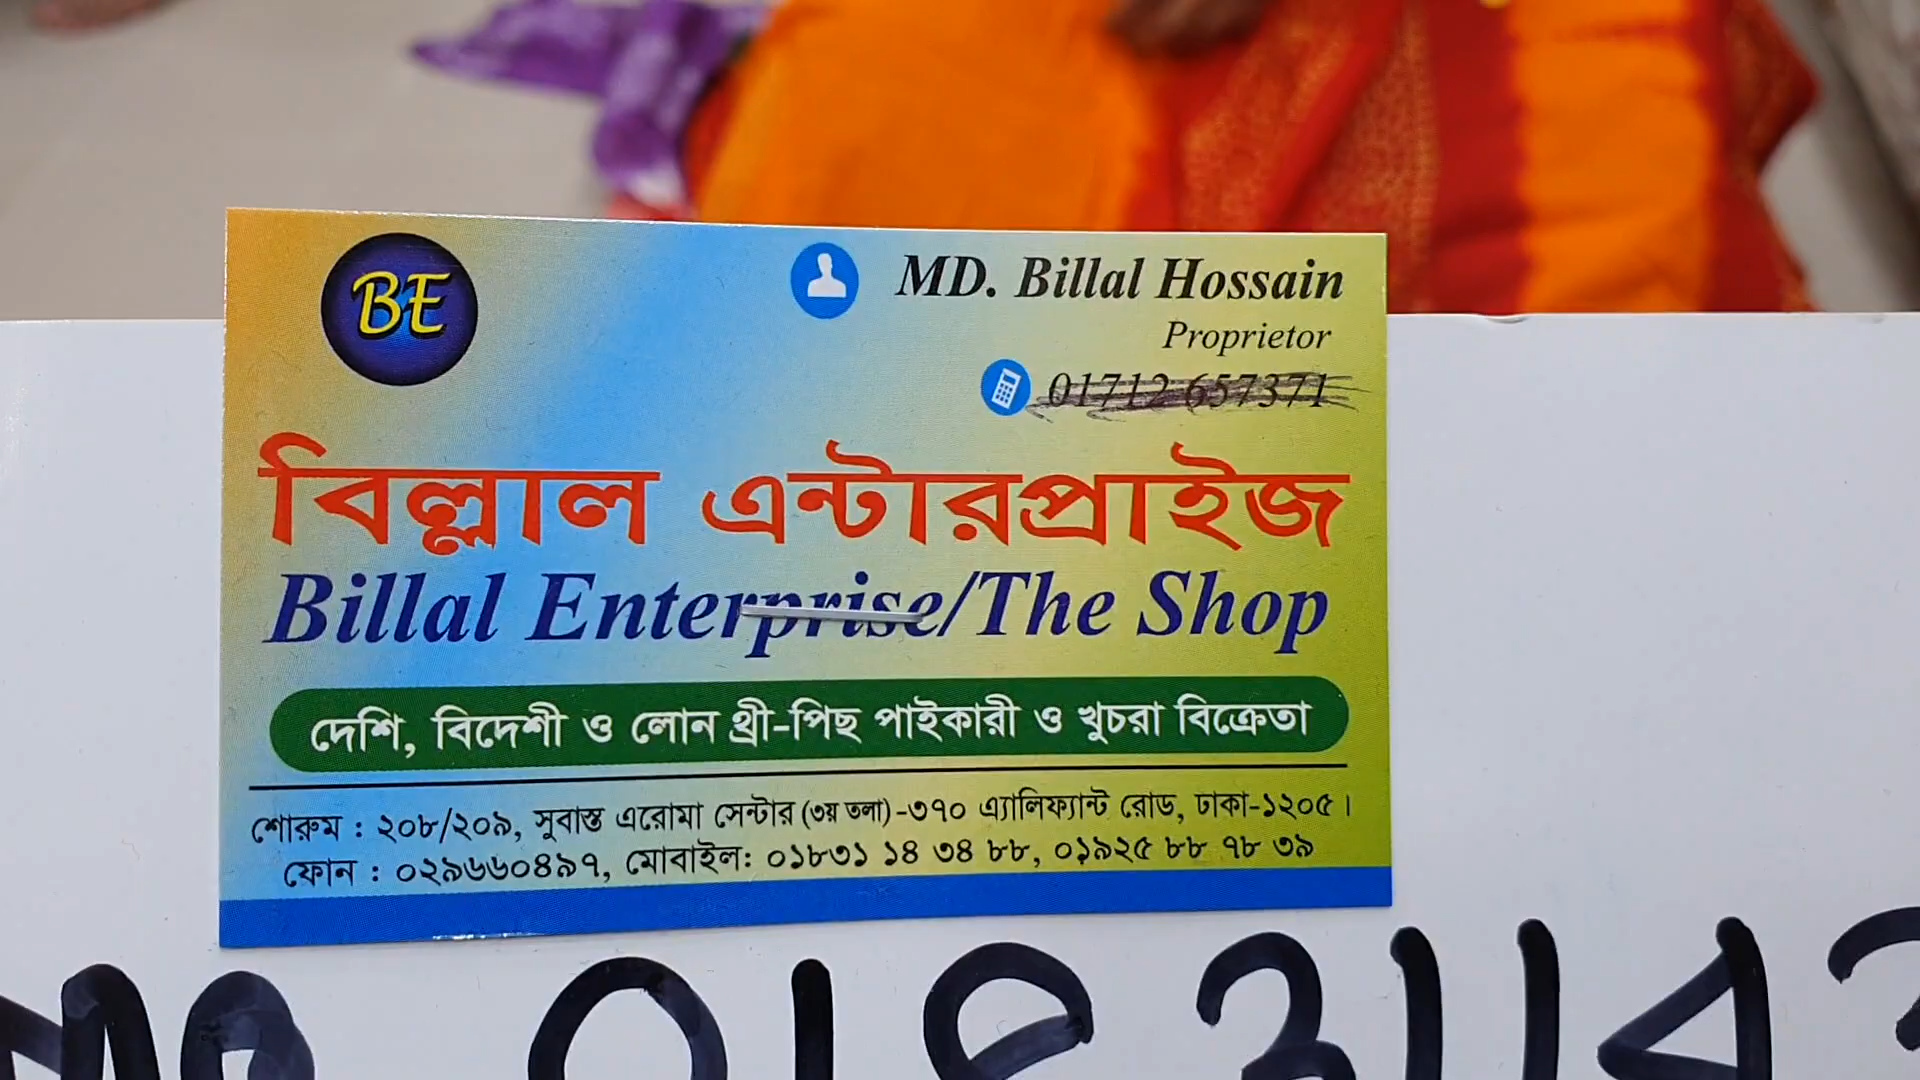 BE
MD. Billal Hossain
Proprietor
01712 657371
বিল্লাল এন্টারপ্রাইজ
Billal Enterprise/The Shop
দেশি, বিদেশী ও লোন থ্রী-পিছ পাইকারী ও খুচরা বিক্রেতা
শোরুম : ২০৮/২০৯, সুবাস্ত এরোমা সেন্টার (৩য় তলা)-৩৭০ এ্যালিফ্যান্ট রোড, ঢাকা-১২০৫।
ফোন : ০২৯৬৬০৪৯৭, মোবাইল: ০১৮৩১ ১৪ ৩৪ ৮৮, ০১৯২৫ ৮৮ ৭৮ ৩৯